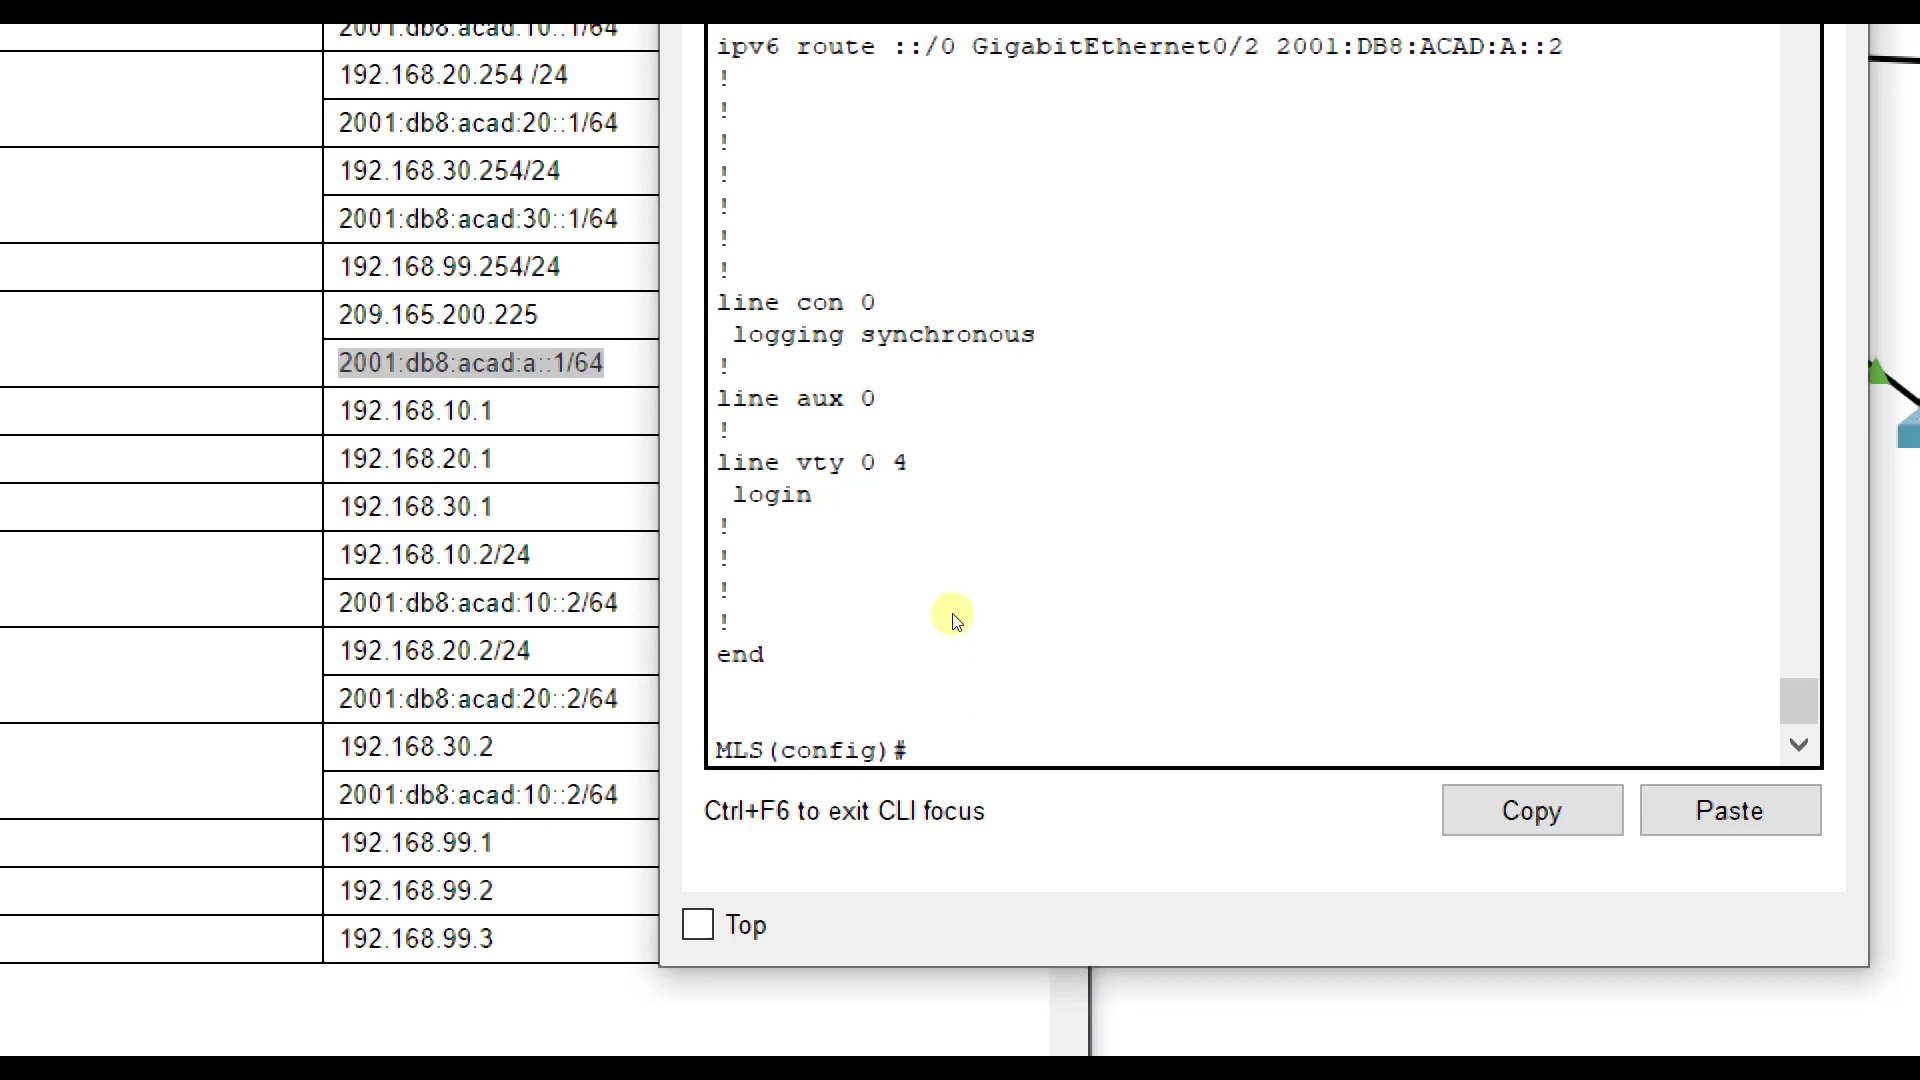 2001:db8:acad:10::1/64
192.168.20.254 /24
2001:db8:acad:20::1/64
192.168.30.254/24
2001:db8:acad:30::1/64
192.168.99.254/24
209.165.200.225
2001:db8:acad:a::1/64
192.168.10.1
192.168.20.1
192.168.30.1
192.168.10.2/24
2001:db8:acad:10::2/64
192.168.20.2/24
2001:db8:acad:20::2/64
192.168.30.2
2001:db8:acad:10::2/64
192.168.99.1
192.168.99.2
192.168.99.3
ipv6 route ::/0 GigabitEthernet0/2 2001:DB8:ACAD:A::2
!
!
!
!
!
!
!
line con 0
logging synchronous
!
line aux 0
!
line vty 0 4
login
!
!
!
!
end
MLS(config)#
Ctrl+F6 to exit CLI focus
Copy
Paste
Top